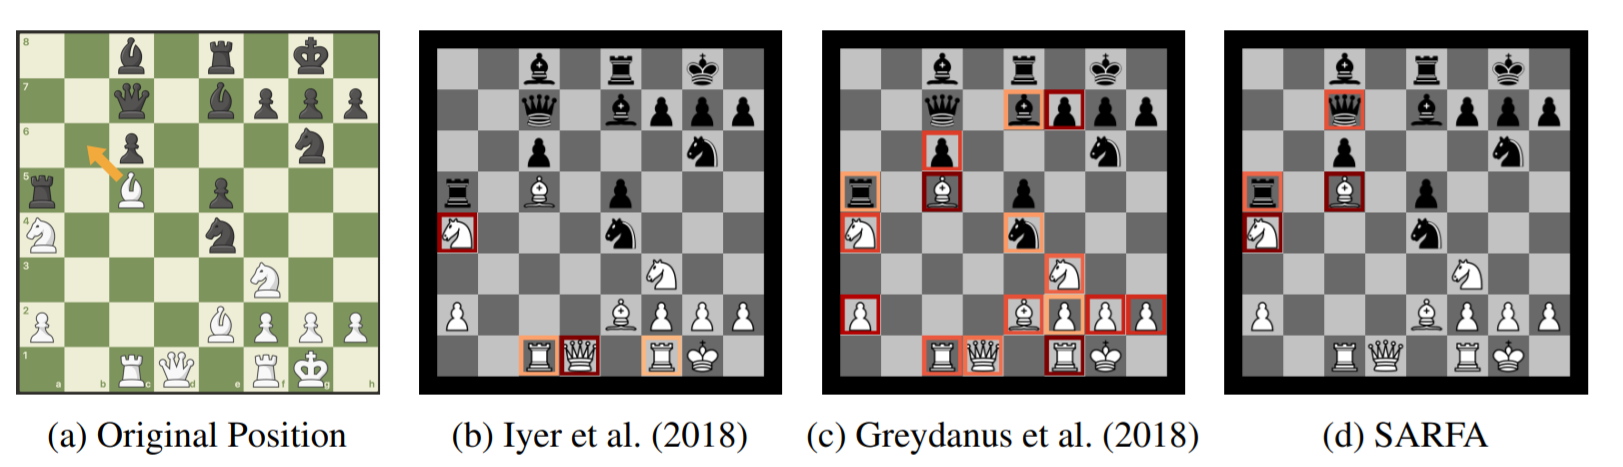 8
7
6
5
4
3
2
1 a b c d e f g h
(a) Original Position
(b) Iyer et al. (2018)
(c) Greydanus et al. (2018)
(d) SARFA